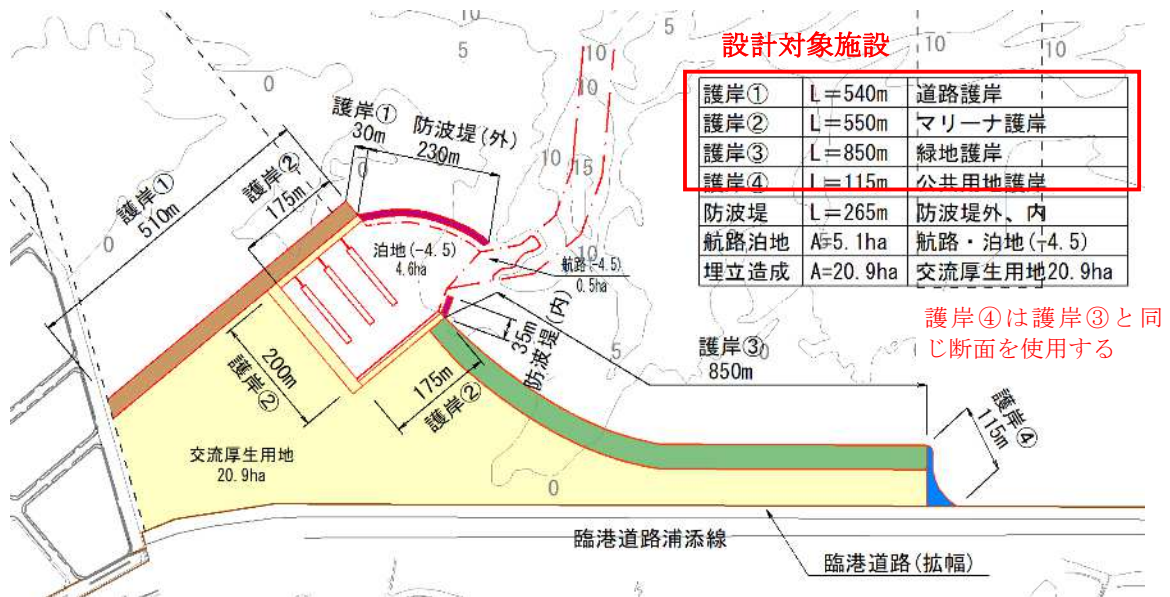 設計対象施設
護岸① L=540m 道路護岸
護岸② L=550m マリーナ護岸
護岸③ L=850m 緑地護岸
護岸④ L=115m 公共用地護岸
防波堤 L=265m 防波堤外、内
航路泊地 A=5.1ha 航路・泊地(-4.5)
埋立造成 A=20.9ha 交流厚生用地20.9ha
護岸④は護岸③と同
じ断面を使用する
10
5
5
10
10
10
10
0
護岸①
30m
防波堤(外)
230m
護岸②
175m
護岸①
510m
0
10
15
泊地(-4.5)
4.6ha
10
航路(-4.5)
0.5ha
35m
防波堤(内)
200m
護岸②
175m
護岸②
5
0
護岸③
850m
護岸④
115m
交流厚生用地
20.9ha
0
臨港道路浦添線
臨港道路(拡幅)